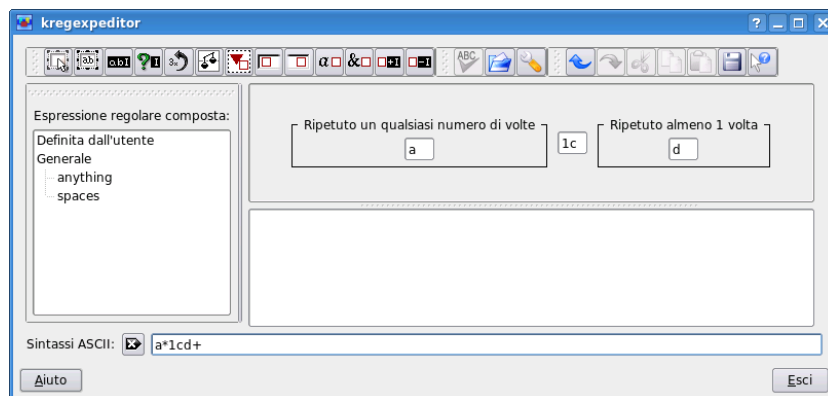 kregexpeditor
Espressione regolare composta:
Definita dall'utente
Generale
anything
spaces
Ripetuto un qualsiasi numero di volte
a
1c
Ripetuto almeno 1 volta
d
Sintassi ASCII:
a*1cd+
Aiuto
Esci